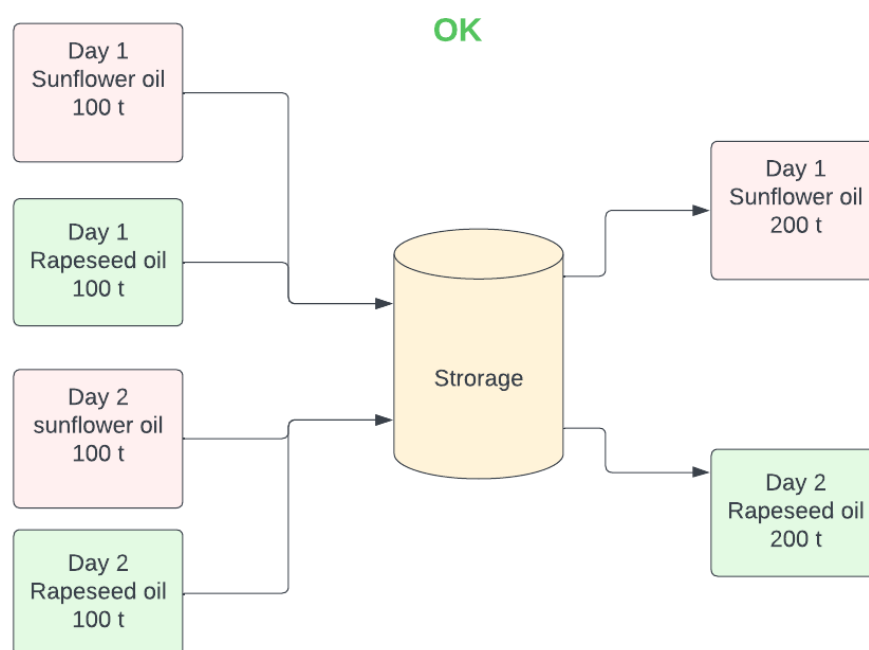 OK
Day 1
Sunflower oil
100 t
Day 1
Rapeseed oil
100 t
Day 2
sunflower oil
100 t
Day 2
Rapeseed oil
100 t
Strorage
Day 1
Sunflower oil
200 t
Day 2
Rapeseed oil
200 t